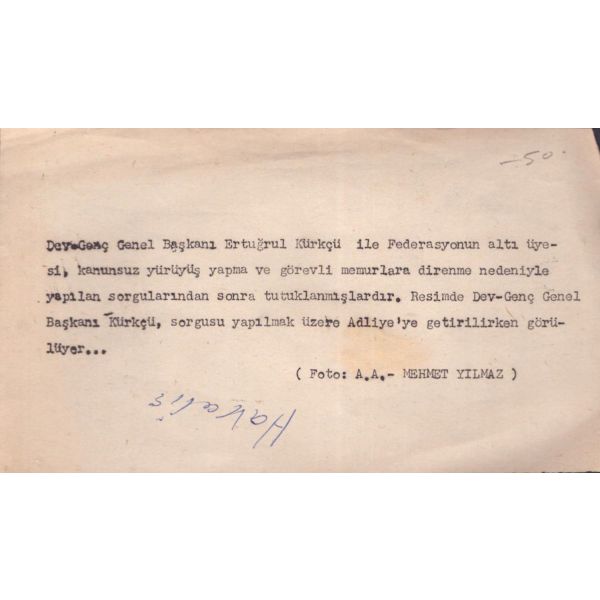 -50.
Dev-Genç Genel Başkanı Ertuğrul Kürkçü ile Federasyonun altı üye-
si, kanunsuz yürüyüş yapma ve görevli memurlara direnme nedeniyle
yapılan sorgularından sonra tutuklanmışlardır. Resimde Dev-Genç Genel
Başkanı Kürkçü, sorgusu yapılmak üzere Adliye'ye getirilirken görü-
lüyor...
( Foto: A.A.- MEHMET YILMAZ )